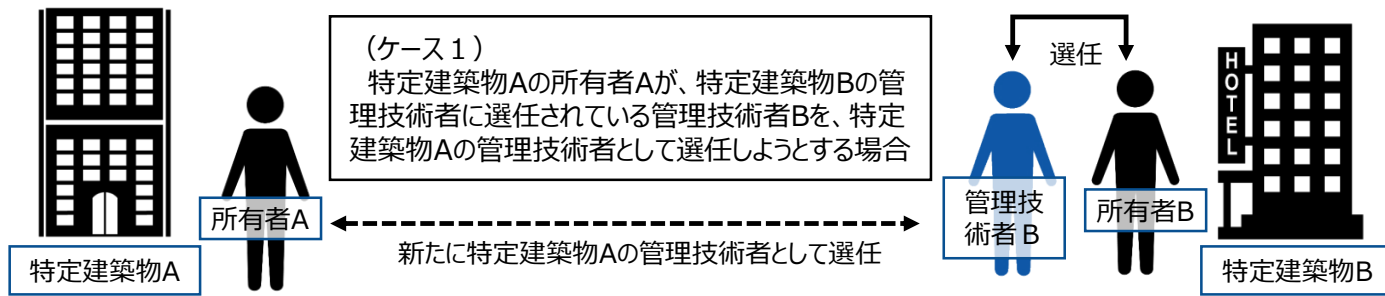 （ケース１）
特定建築物Aの所有者Aが、特定建築物Bの管
理技術者に選任されている管理技術者Bを、特定
建築物Aの管理技術者として選任しようとする場合
選任
HOTEL
所有者A
管理技
術者Ｂ
所有者B
新たに特定建築物Aの管理技術者として選任
特定建築物A
特定建築物B